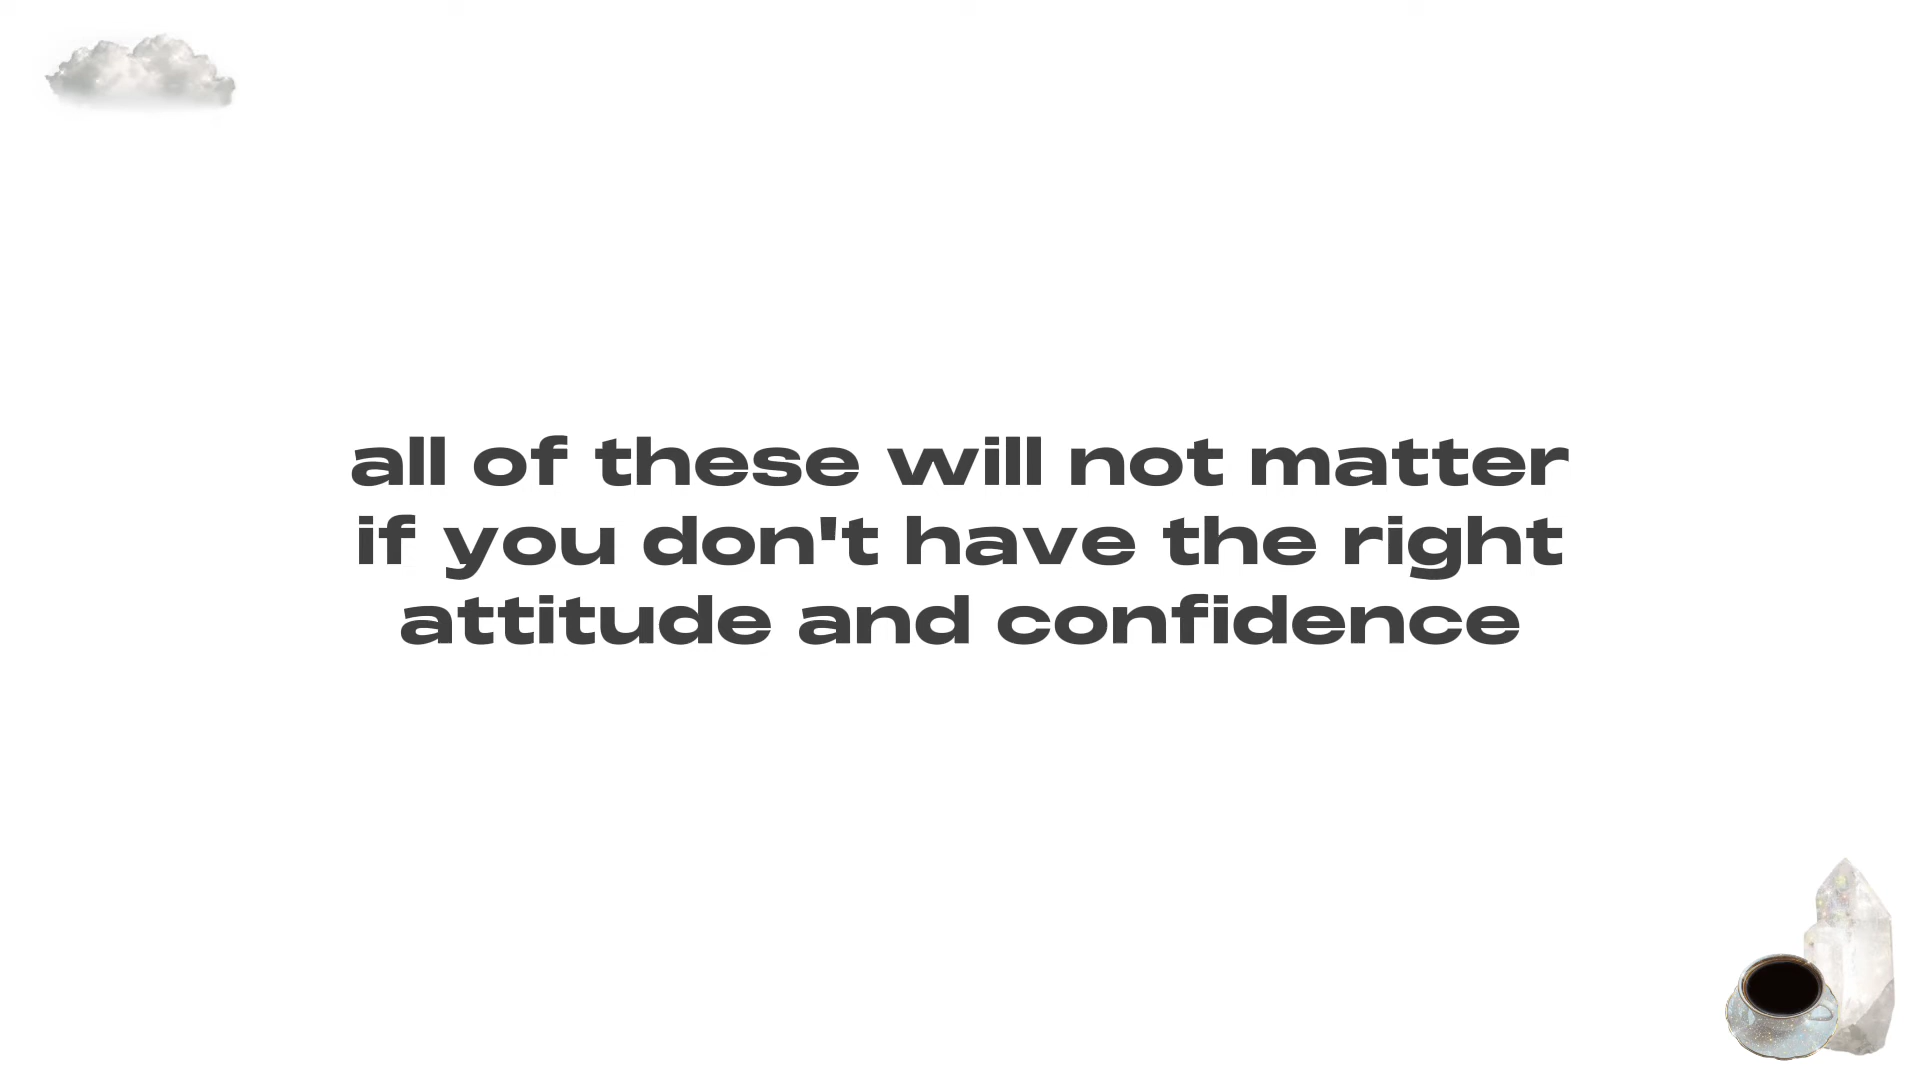 all of these will not matter
if you don't have the right
attitude and confidence